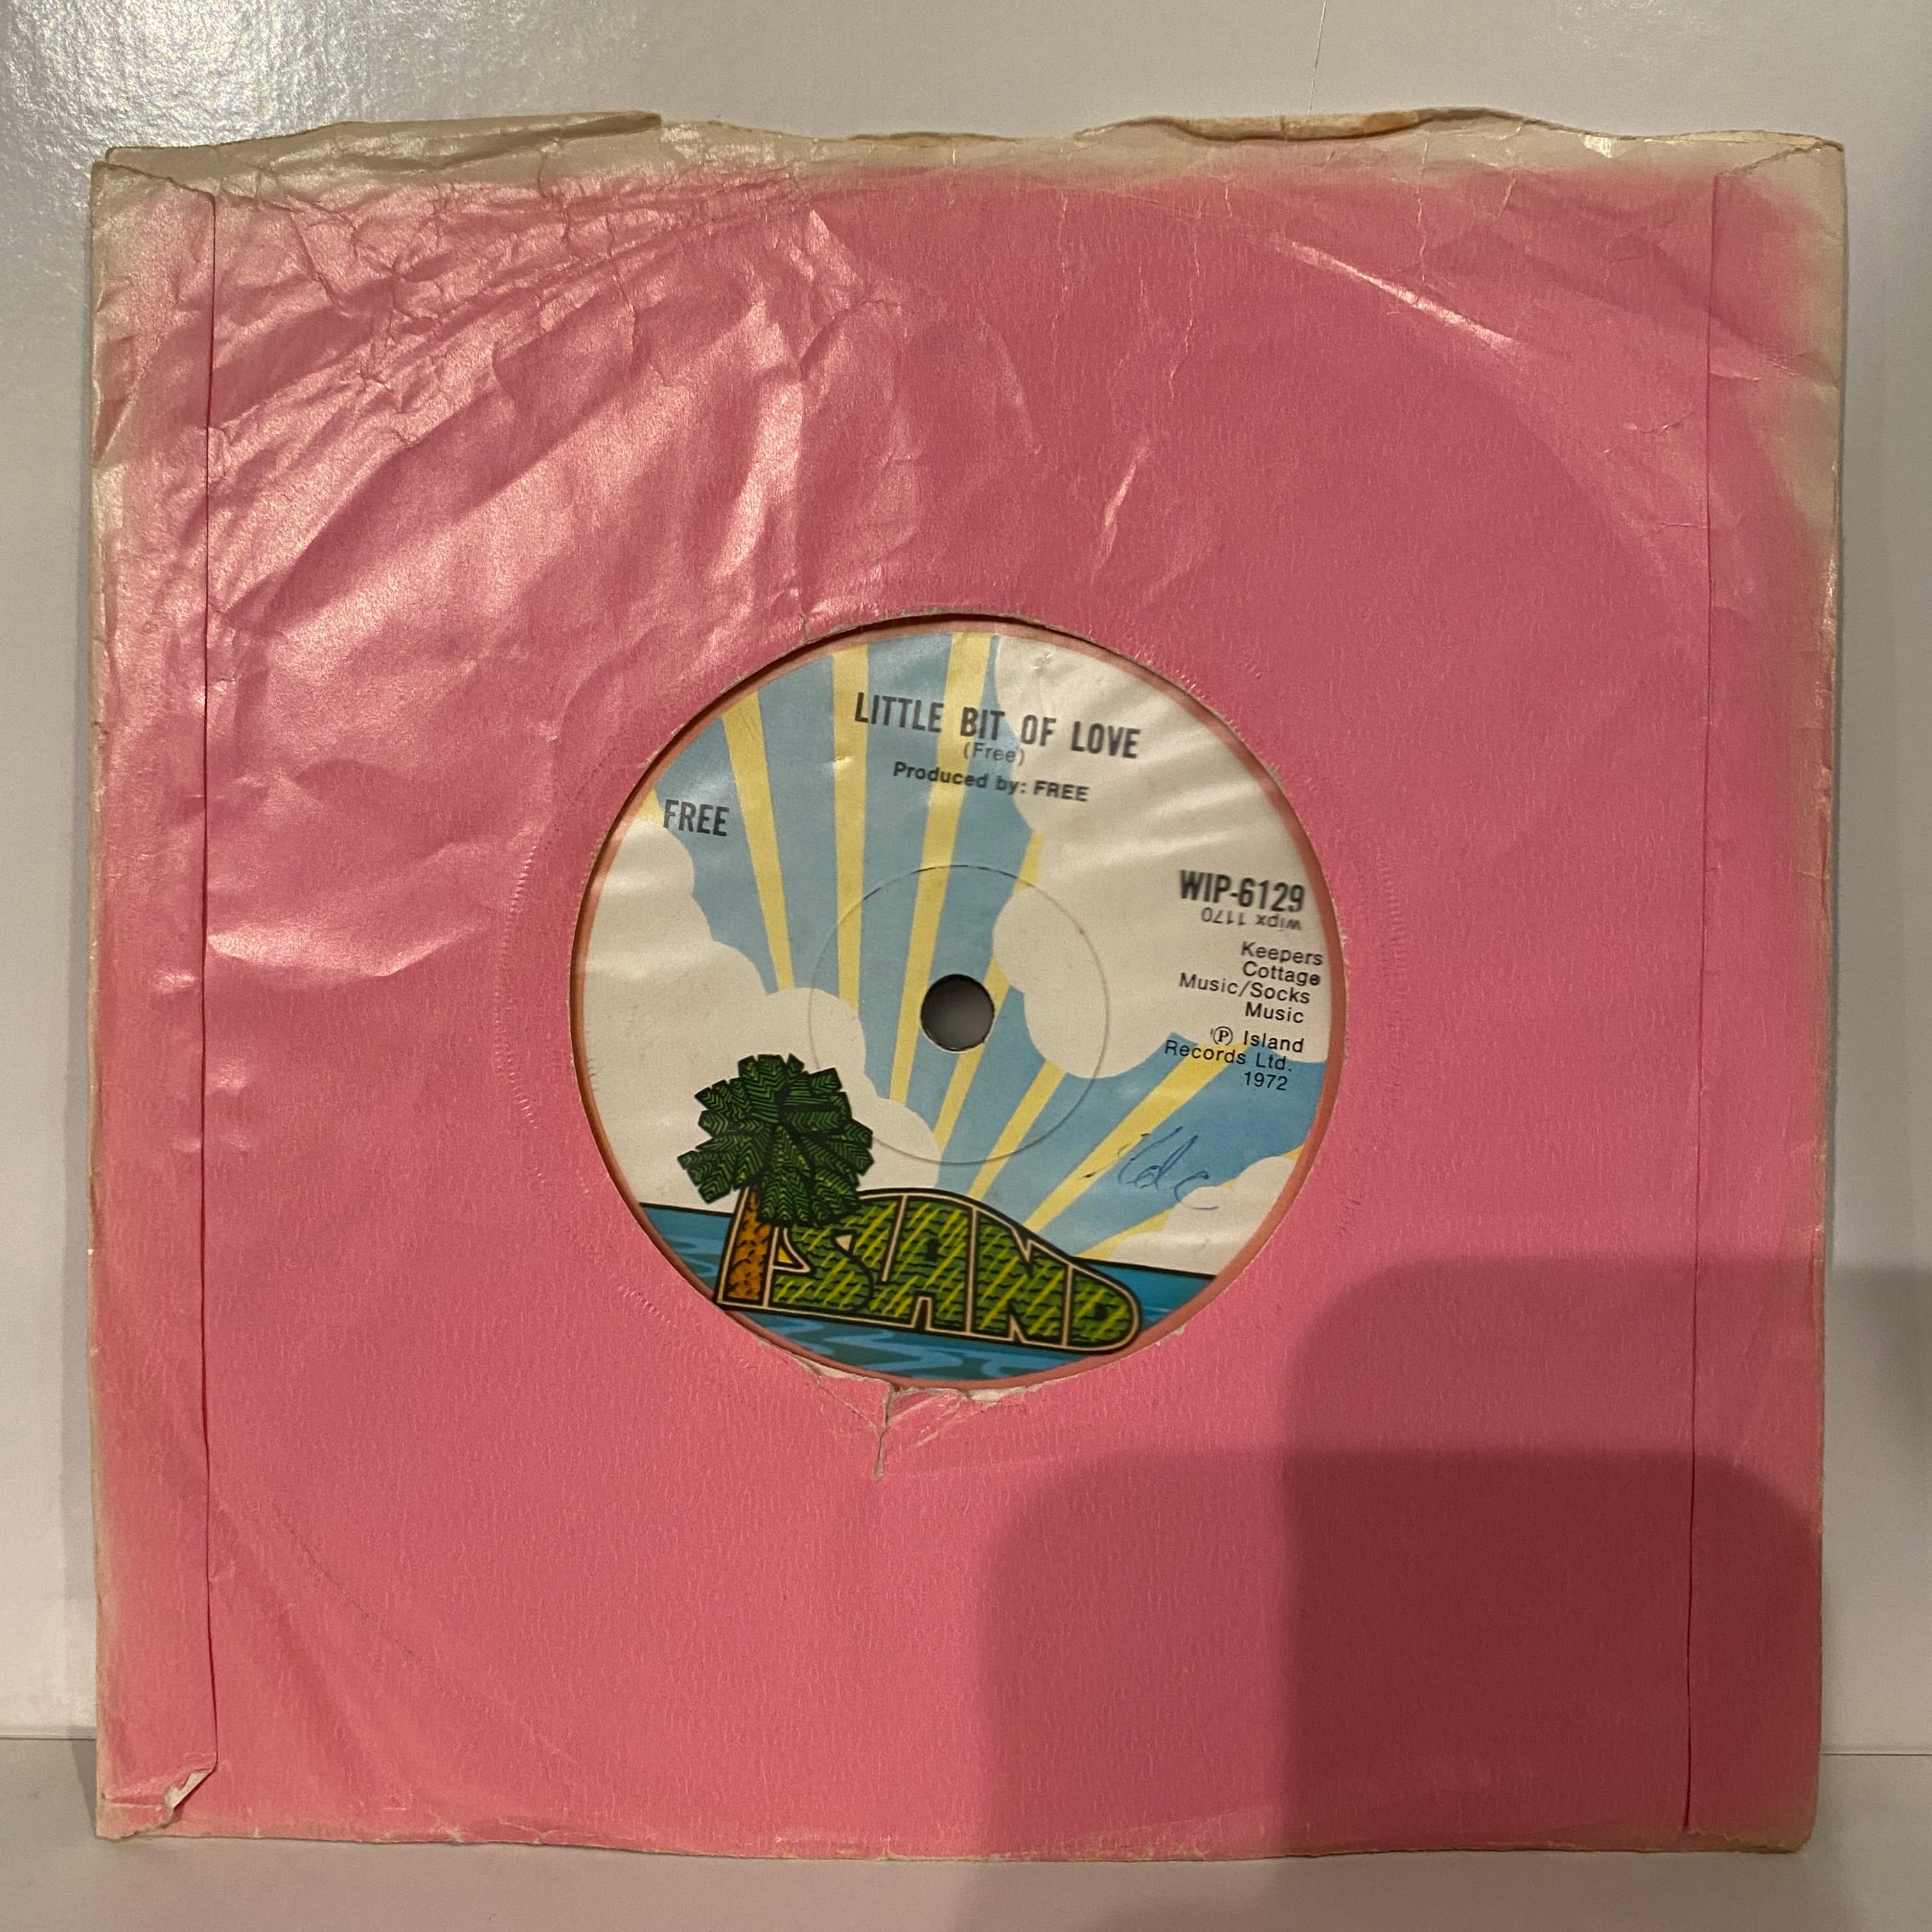 LITTLE BIT OF LOVE
(Free)
Produced by: FREE
FREE
WIP-6129
wipx 1170
Keepers
Cottage
Music/Socks
Music
℗ Island
Records Ltd.
1972
ISLAND